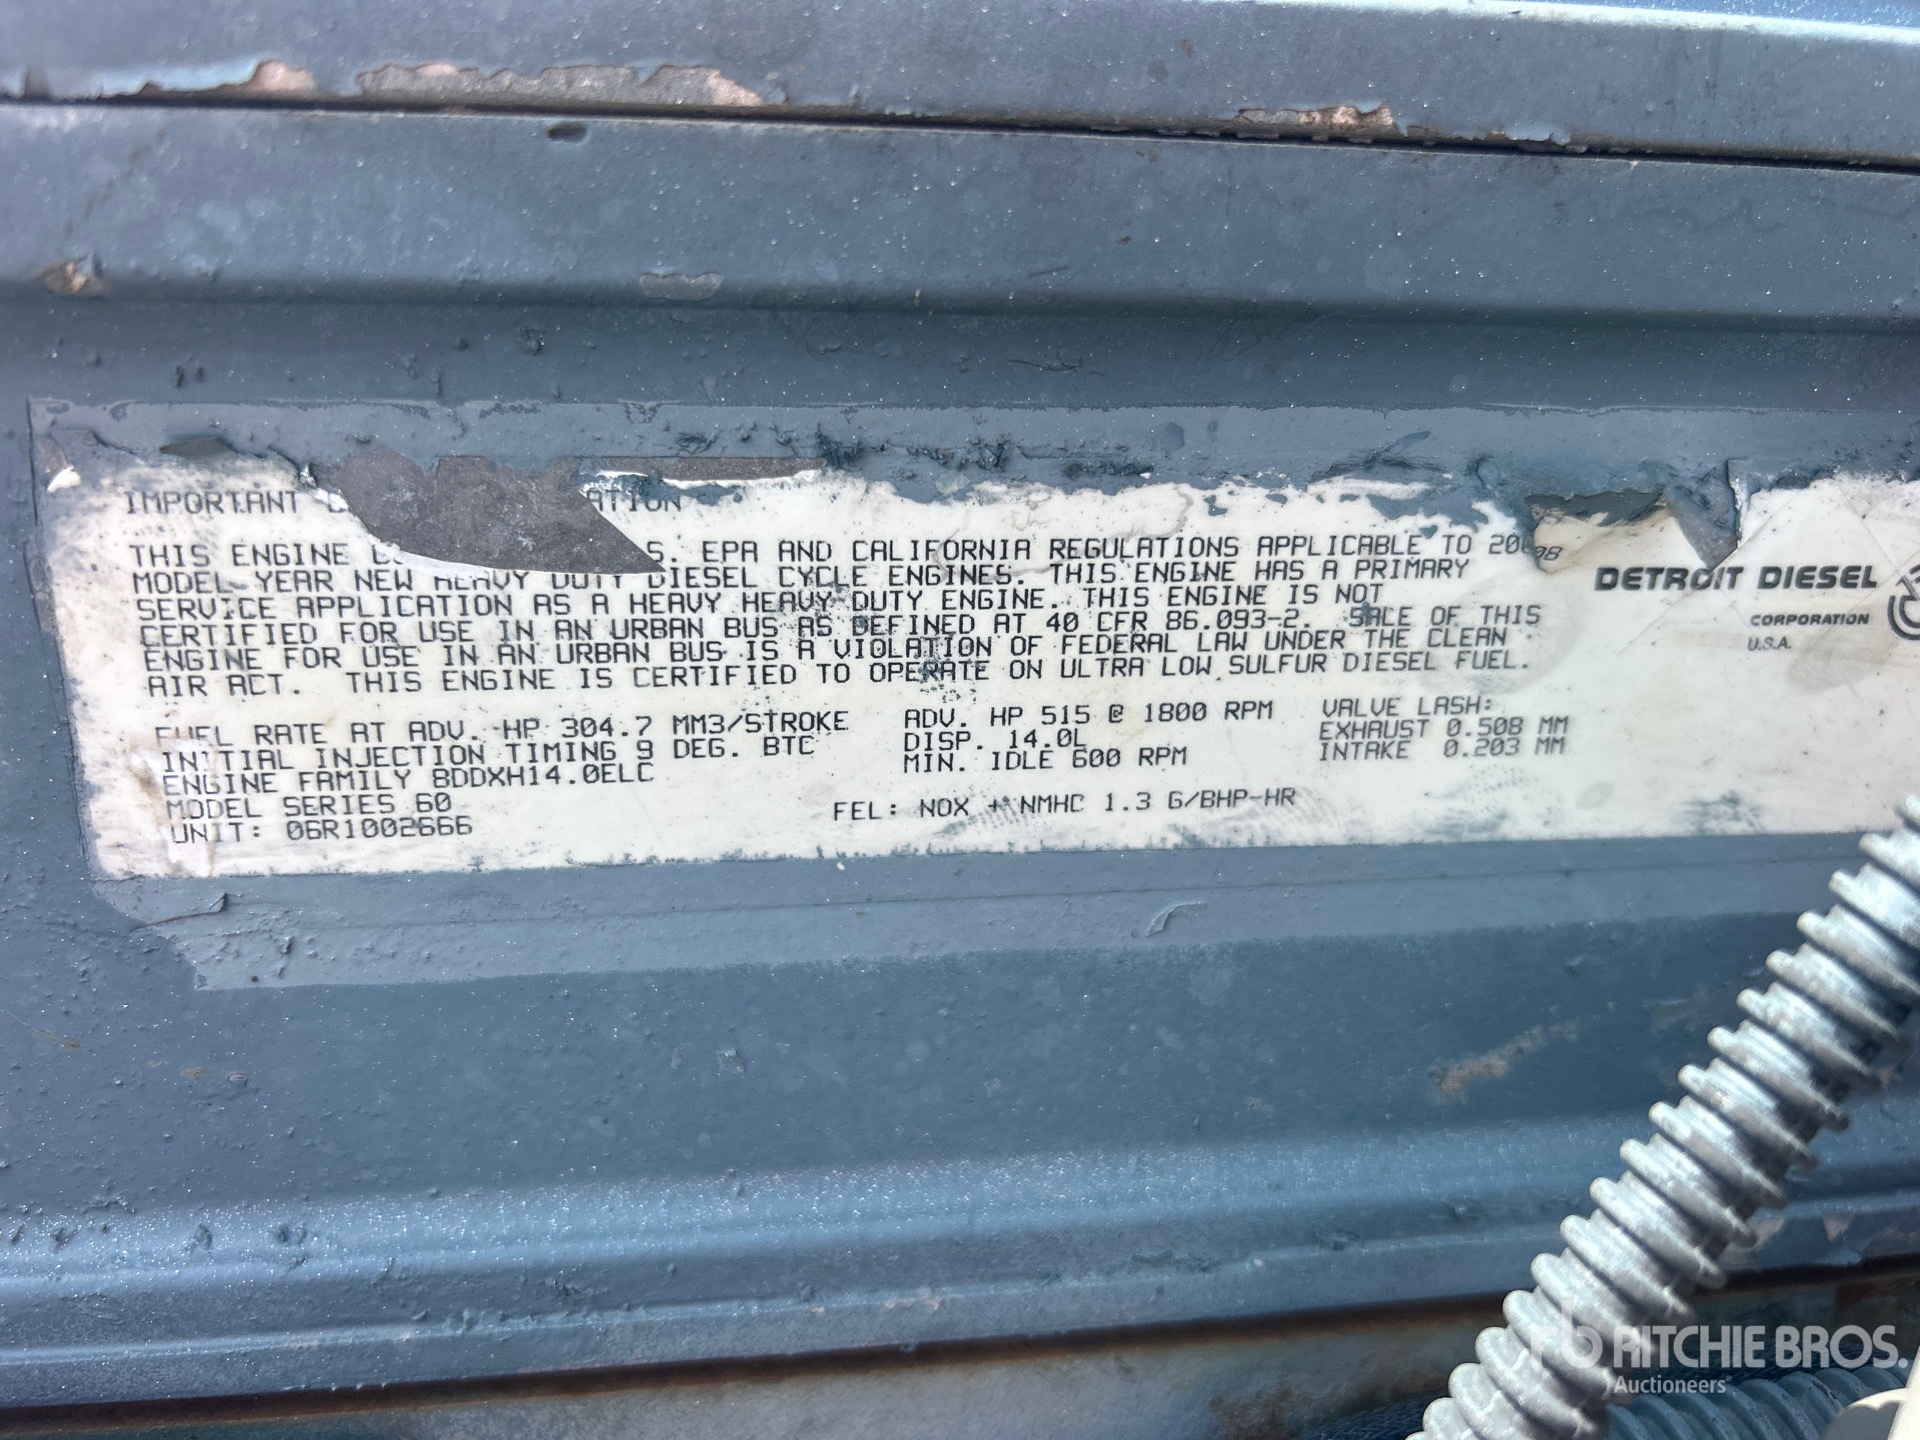 IMPORTANT
THIS ENGINE S. EPA AND CALIFORNIA REGULATIONS APPLICABLE TO
MODEL YEAR NEW HEAVY DUTY DIESEL CYCLE ENGINES. THIS ENGINE HAS A PRIMARY
SERVICE APPLICATION AS A HEAVY HEAVY-DUTY ENGINE. THIS ENGINE IS NOT
CERTIFIED FOR USE IN AN URBAN BUS AS DEFINED AT 40 CFR 86.093-2. SALE OF THIS
ENGINE FOR USE IN AN URBAN BUS IS A VIOLATION OF FEDERAL LAW UNDER THE CLEAN
AIR ACT. THIS ENGINE IS CERTIFIED TO OPERATE ON ULTRA LOW SULFUR DIESEL FUEL.
FUEL RATE AT ADV. HP 304.7 MM3/STROKE
INITIAL INJECTION TIMING 9 DEG. BTC
ENGINE FAMILY 8DDXH14.0ELC
MODEL SERIES 60
UNIT: 06R1002666
ADV. HP 515 @ 1800 RPM
DISP. 14.0L
MIN. IDLE 600 RPM
FEL: NOX + NMHC 1.3 G/BHP-HR
VALVE LASH:
EXHAUST 0.508 MM
INTAKE 0.203 MM
DETROIT DIESEL
CORPORATION
U.S.A.
rb RITCHIE BROS.
Auctioneers